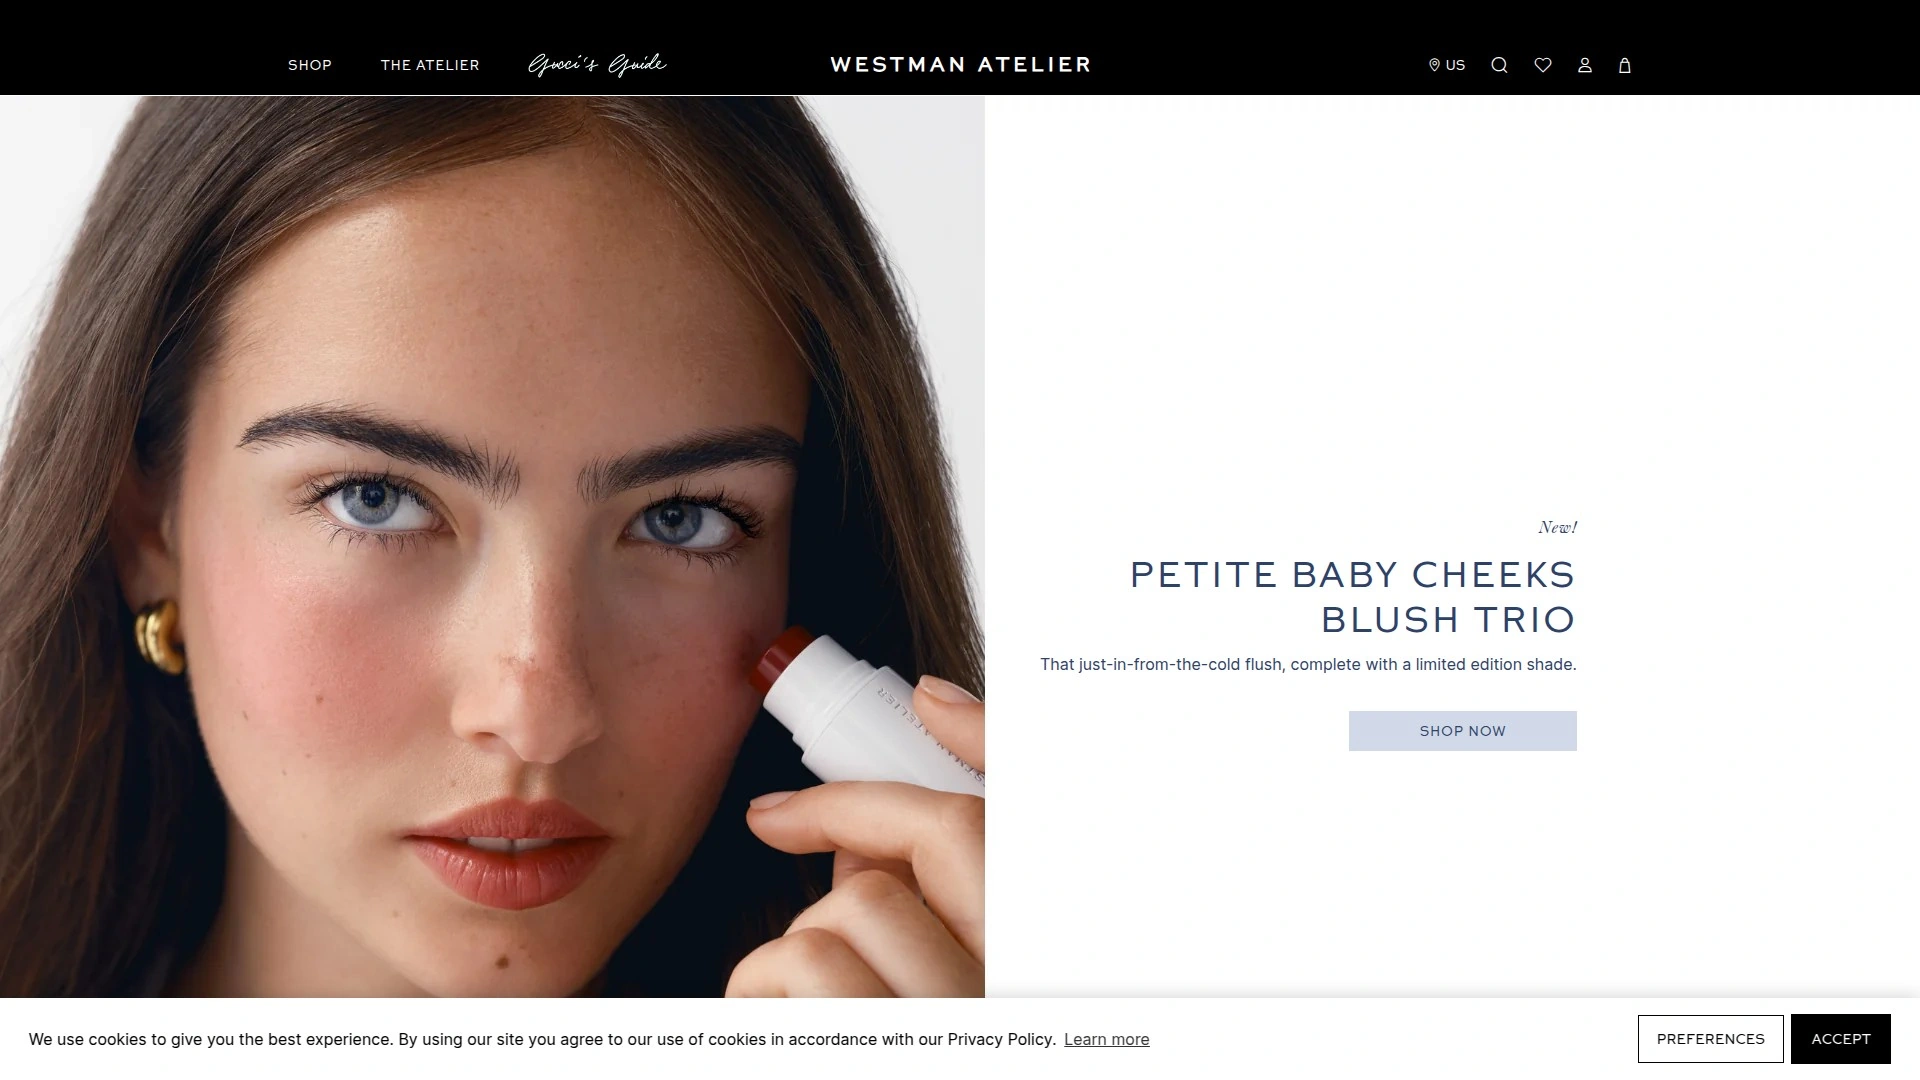 SHOP
THE ATELIER
Gucci's Guide
WESTMAN ATELIER
US
New!
PETITE BABY CHEEKS
BLUSH TRIO
That just-in-from-the-cold flush, complete with a limited edition shade.
SHOP NOW
We use cookies to give you the best experience. By using our site you agree to our use of cookies in accordance with our Privacy Policy. Learn more
PREFERENCES
ACCEPT